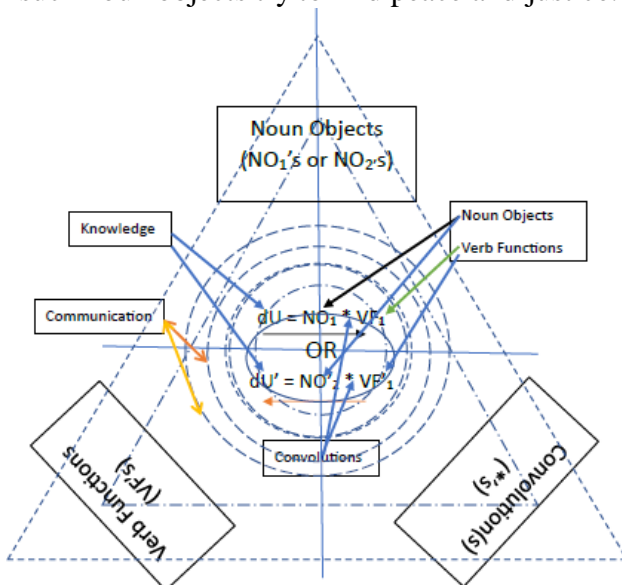 Noun Objects
(NO₁'s or NO₂'s)
Knowledge
Noun Objects
Verb Functions
Communication
dU = NO₁ * VF₁
OR
dU' = NO'₂ * VF'₁
Convolutions
Verb Functions
(VF's)
Convolution(s)
(*'s)